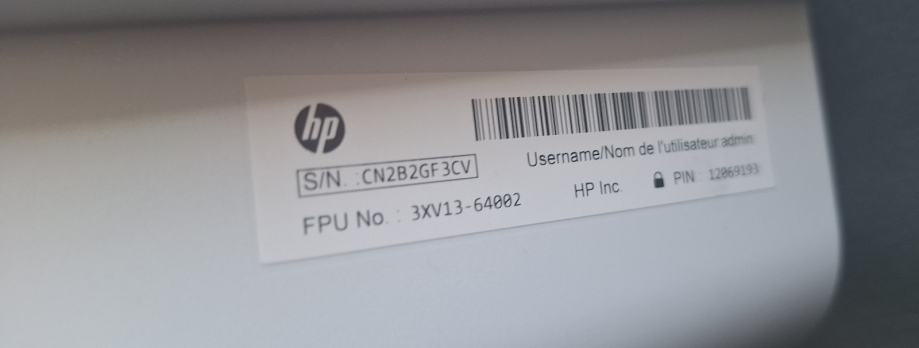 hp
S/N. :CN2B2GF3CV
FPU No. : 3XV13-64002
Username/Nom de l'utilisateur admin
HP Inc. PIN : 12069193